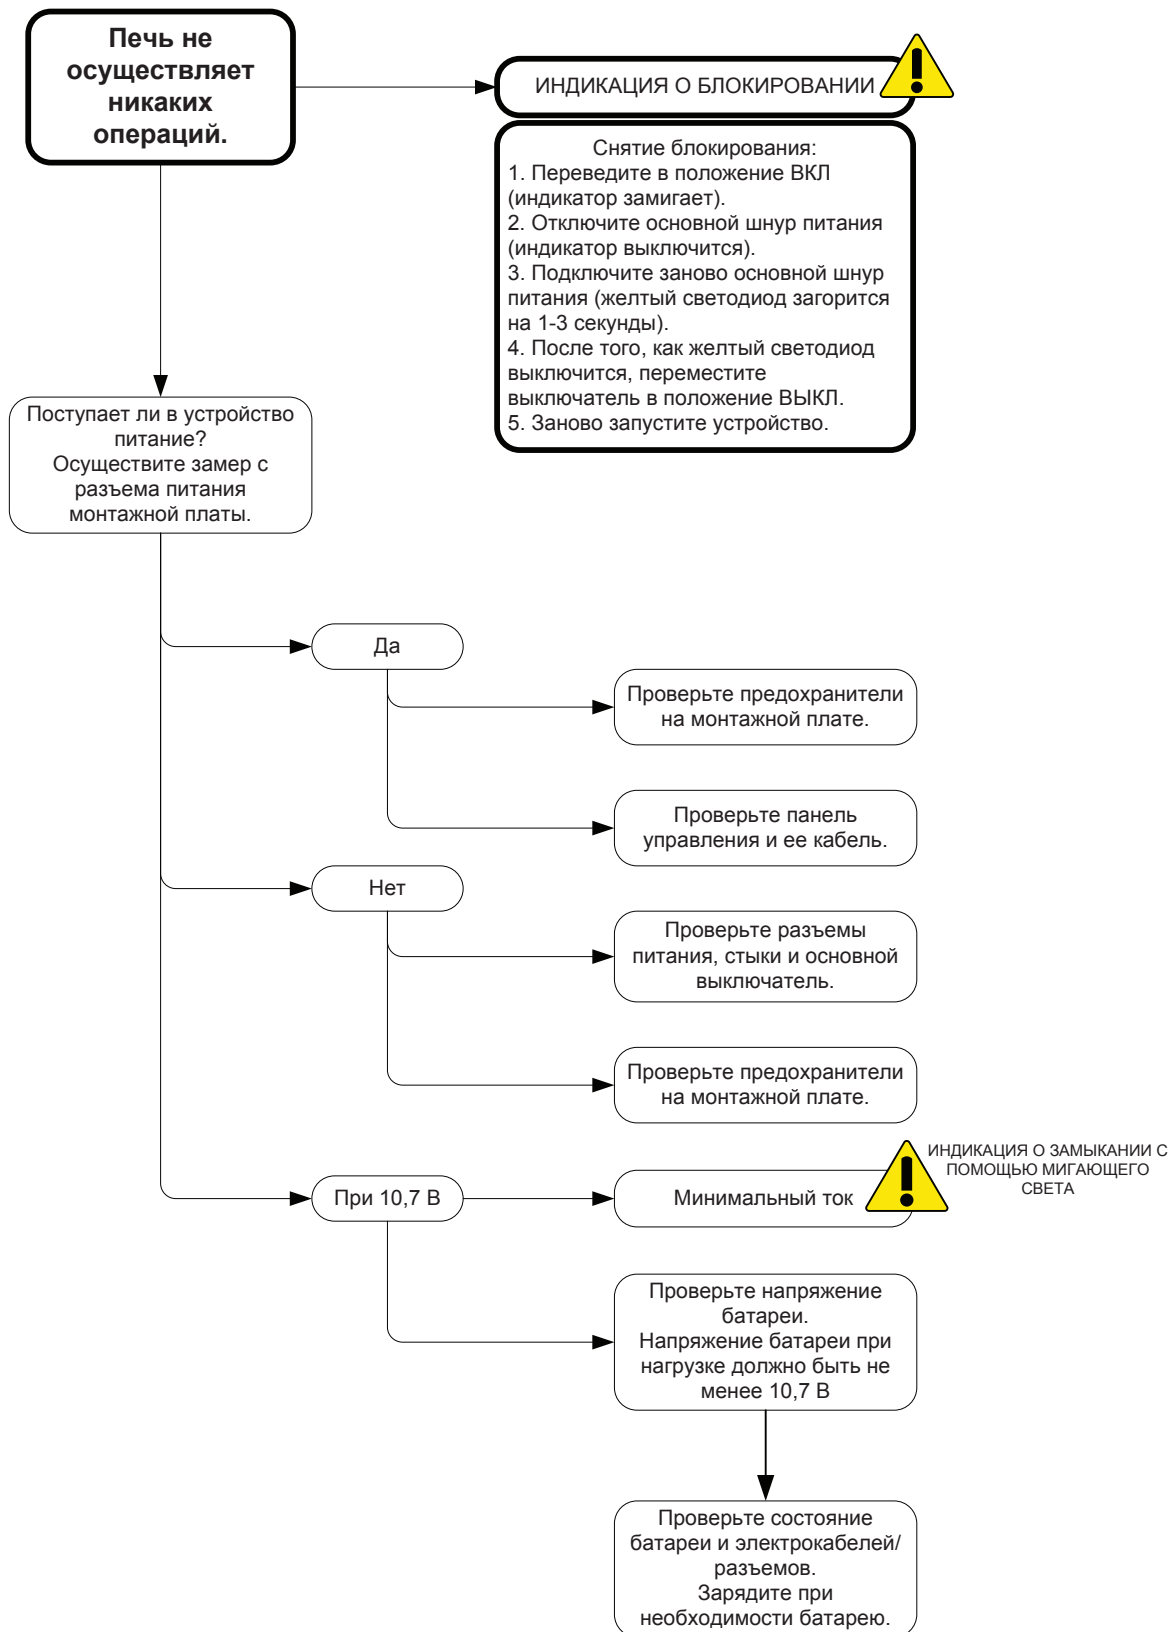 Печь не
осуществляет
никаких
операций.
ИНДИКАЦИЯ О БЛОКИРОВАНИИ
Снятие блокирования:
1. Переведите в положение ВКЛ
(индикатор замигает).
2. Отключите основной шнур питания
(индикатор выключится).
3. Подключите заново основной шнур
питания (желтый светодиод загорится
на 1-3 секунды).
4. После того, как желтый светодиод
выключится, переместите
выключатель в положение ВЫКЛ.
5. Заново запустите устройство.
Поступает ли в устройство
питание?
Осуществите замер с
разъема питания
монтажной платы.
Да
Проверьте предохранители
на монтажной плате.
Проверьте панель
управления и ее кабель.
Нет
Проверьте разъемы
питания, стыки и основной
выключатель.
Проверьте предохранители
на монтажной плате.
При 10,7 В
Минимальный ток
ИНДИКАЦИЯ О ЗАМЫКАНИИ С
ПОМОЩЬЮ МИГАЮЩЕГО
СВЕТА
Проверьте напряжение
батареи.
Напряжение батареи при
нагрузке должно быть не
менее 10,7 В
Проверьте состояние
батареи и электрокабелей/
разъемов.
Зарядите при
необходимости батарею.